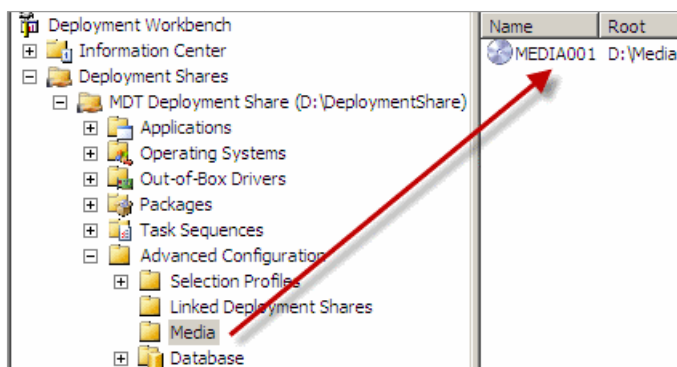 Deployment Workbench
Information Center
Deployment Shares
MDT Deployment Share (D:\DeploymentShare)
Applications
Operating Systems
Out-of-Box Drivers
Packages
Task Sequences
Advanced Configuration
Selection Profiles
Linked Deployment Shares
Media
Database
Name Root
MEDIA001 D:\Media